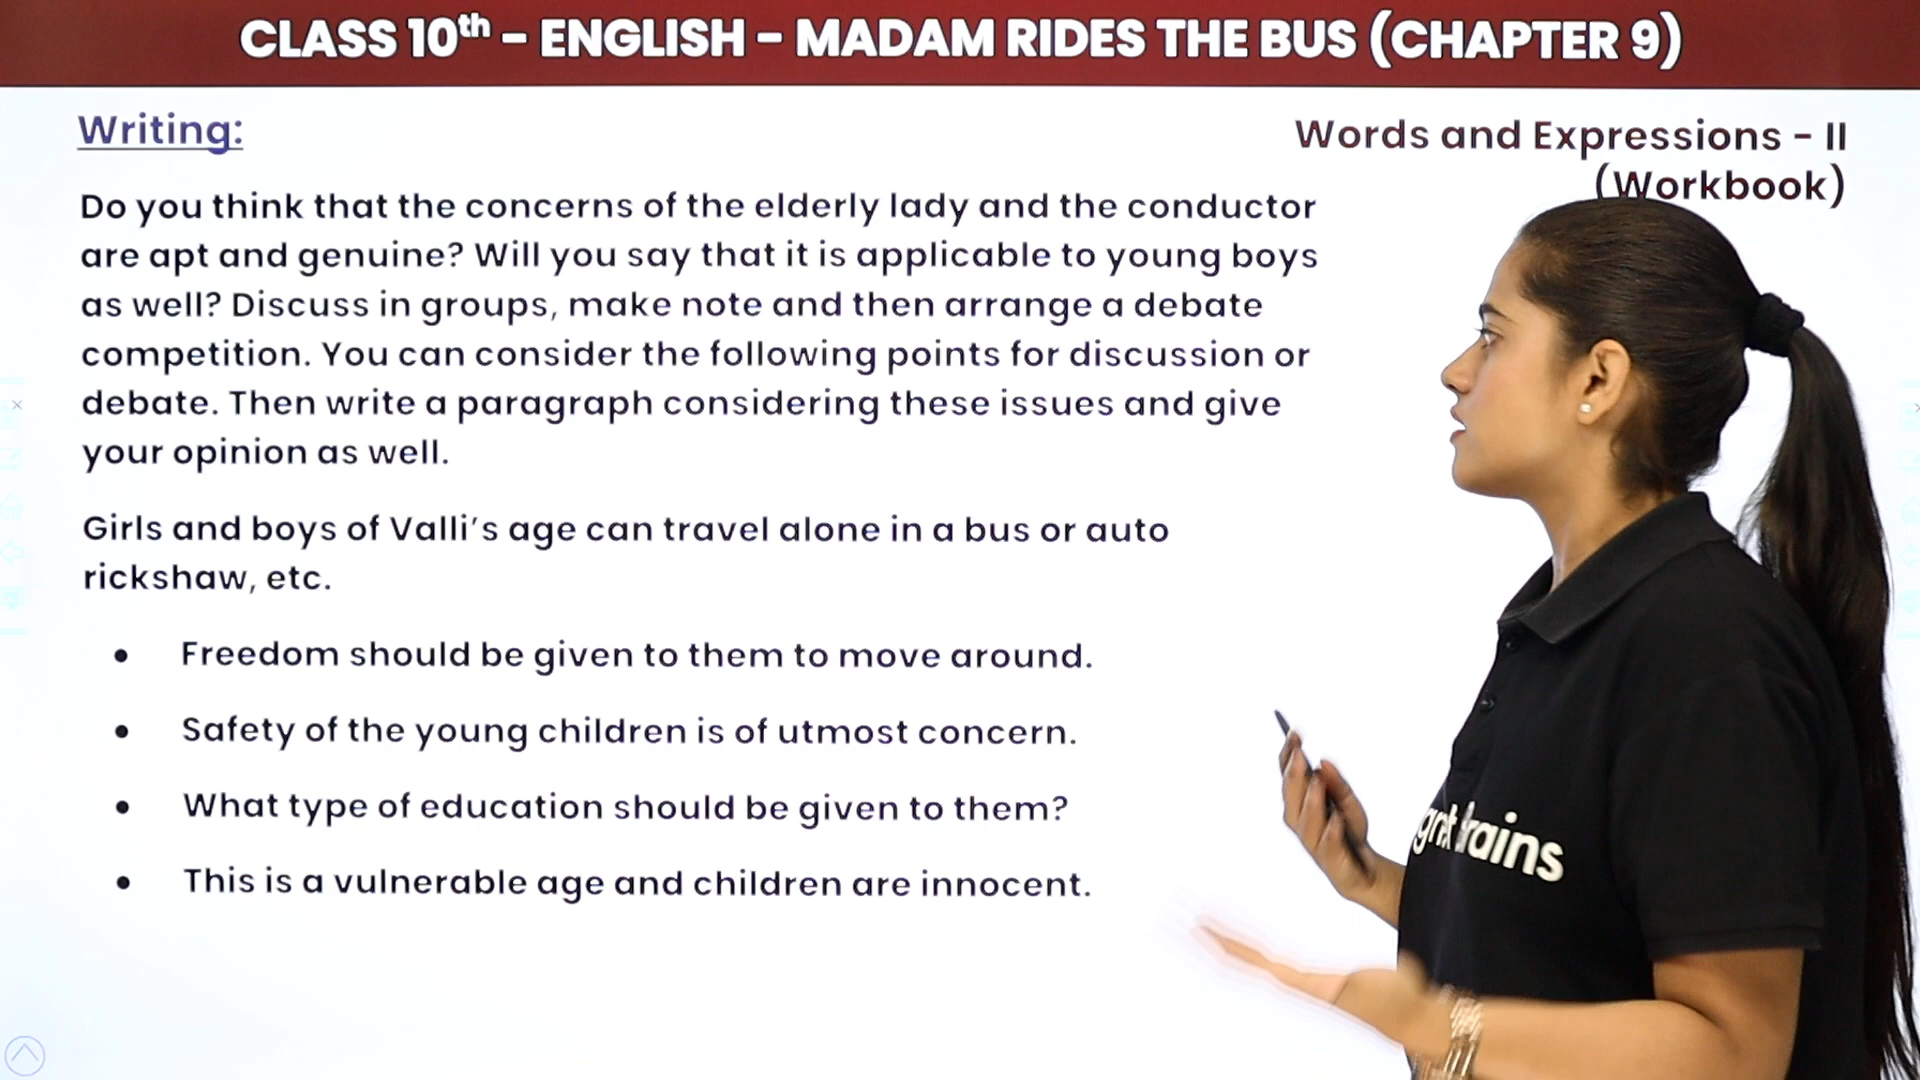 CLASS 10th - ENGLISH - MADAM RIDES THE BUS (CHAPTER 9)
Writing:
Words and Expressions - II
(Workbook)
Do you think that the concerns of the elderly lady and the conductor
are apt and genuine? Will you say that it is applicable to young boys
as well? Discuss in groups, make note and then arrange a debate
competition. You can consider the following points for discussion or
debate. Then write a paragraph considering these issues and give
your opinion as well.
Girls and boys of Valli's age can travel alone in a bus or auto
rickshaw, etc.
• Freedom should be given to them to move around.
• Safety of the young children is of utmost concern.
• What type of education should be given to them?
• This is a vulnerable age and children are innocent.